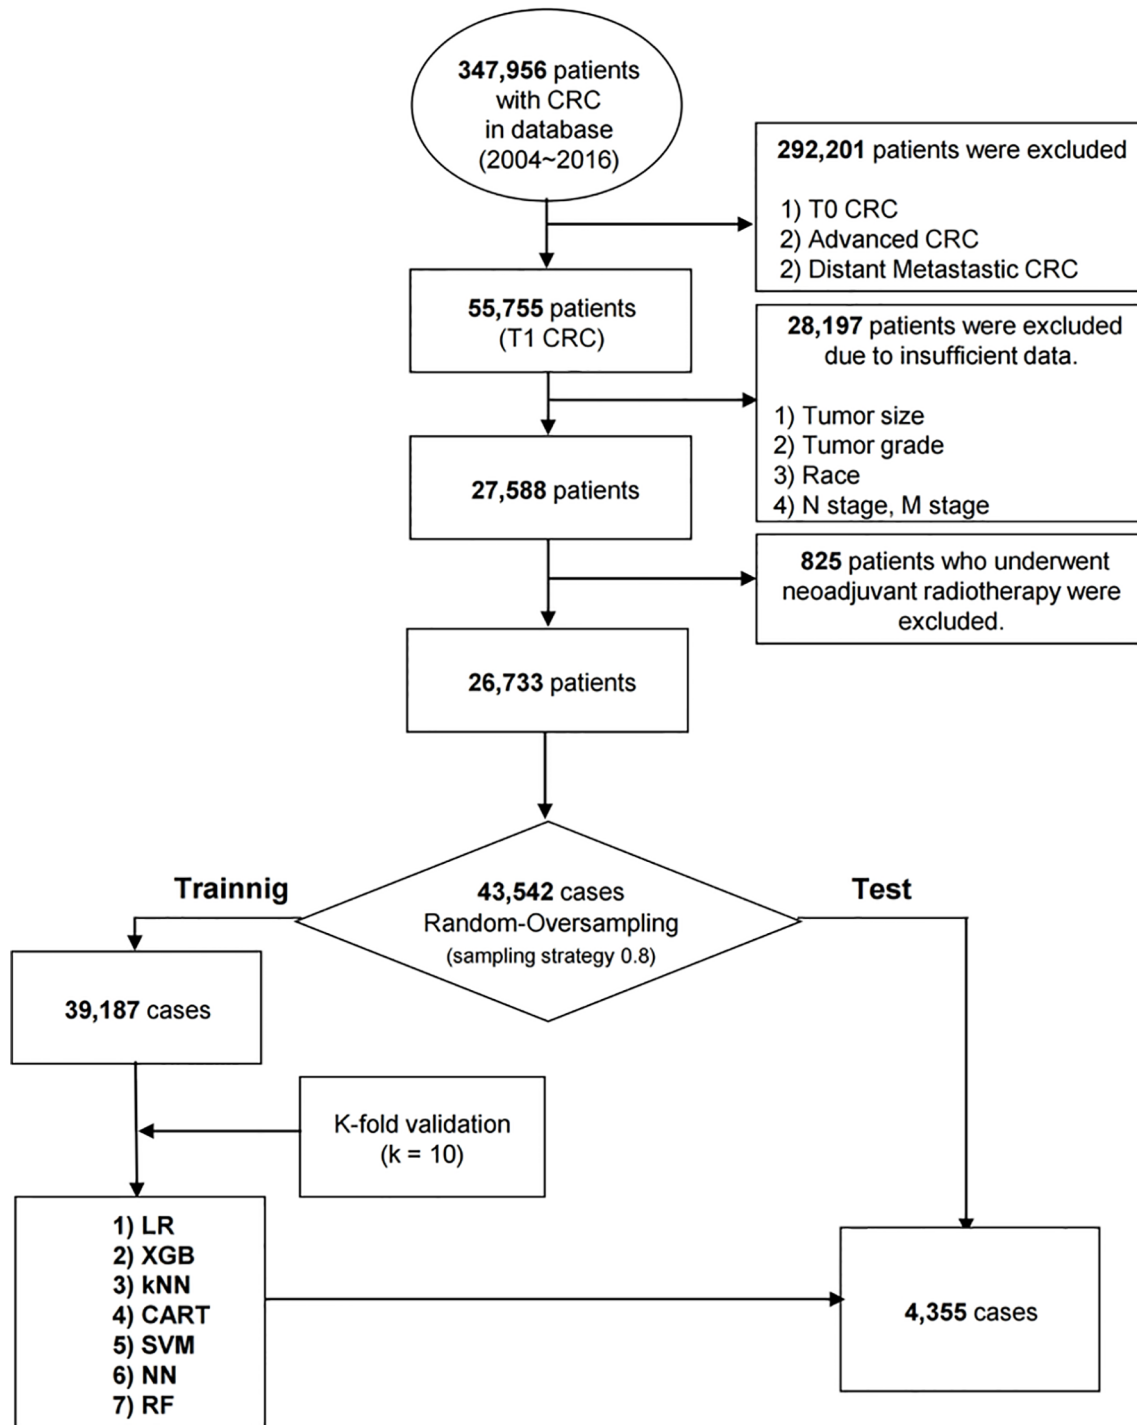 347,956 patients
with CRC
in database
(2004~2016)
292,201 patients were excluded
1) T0 CRC
2) Advanced CRC
2) Distant Metastastic CRC
55,755 patients
(T1 CRC)
28,197 patients were excluded
due to insufficient data.
1) Tumor size
2) Tumor grade
3) Race
4) N stage, M stage
27,588 patients
825 patients who underwent
neoadjuvant radiotherapy were
excluded.
26,733 patients
Trainnig
43,542 cases
Random-Oversampling
(sampling strategy 0.8)
Test
39,187 cases
K-fold validation
(k = 10)
1) LR
2) XGB
3) kNN
4) CART
5) SVM
6) NN
7) RF
4,355 cases